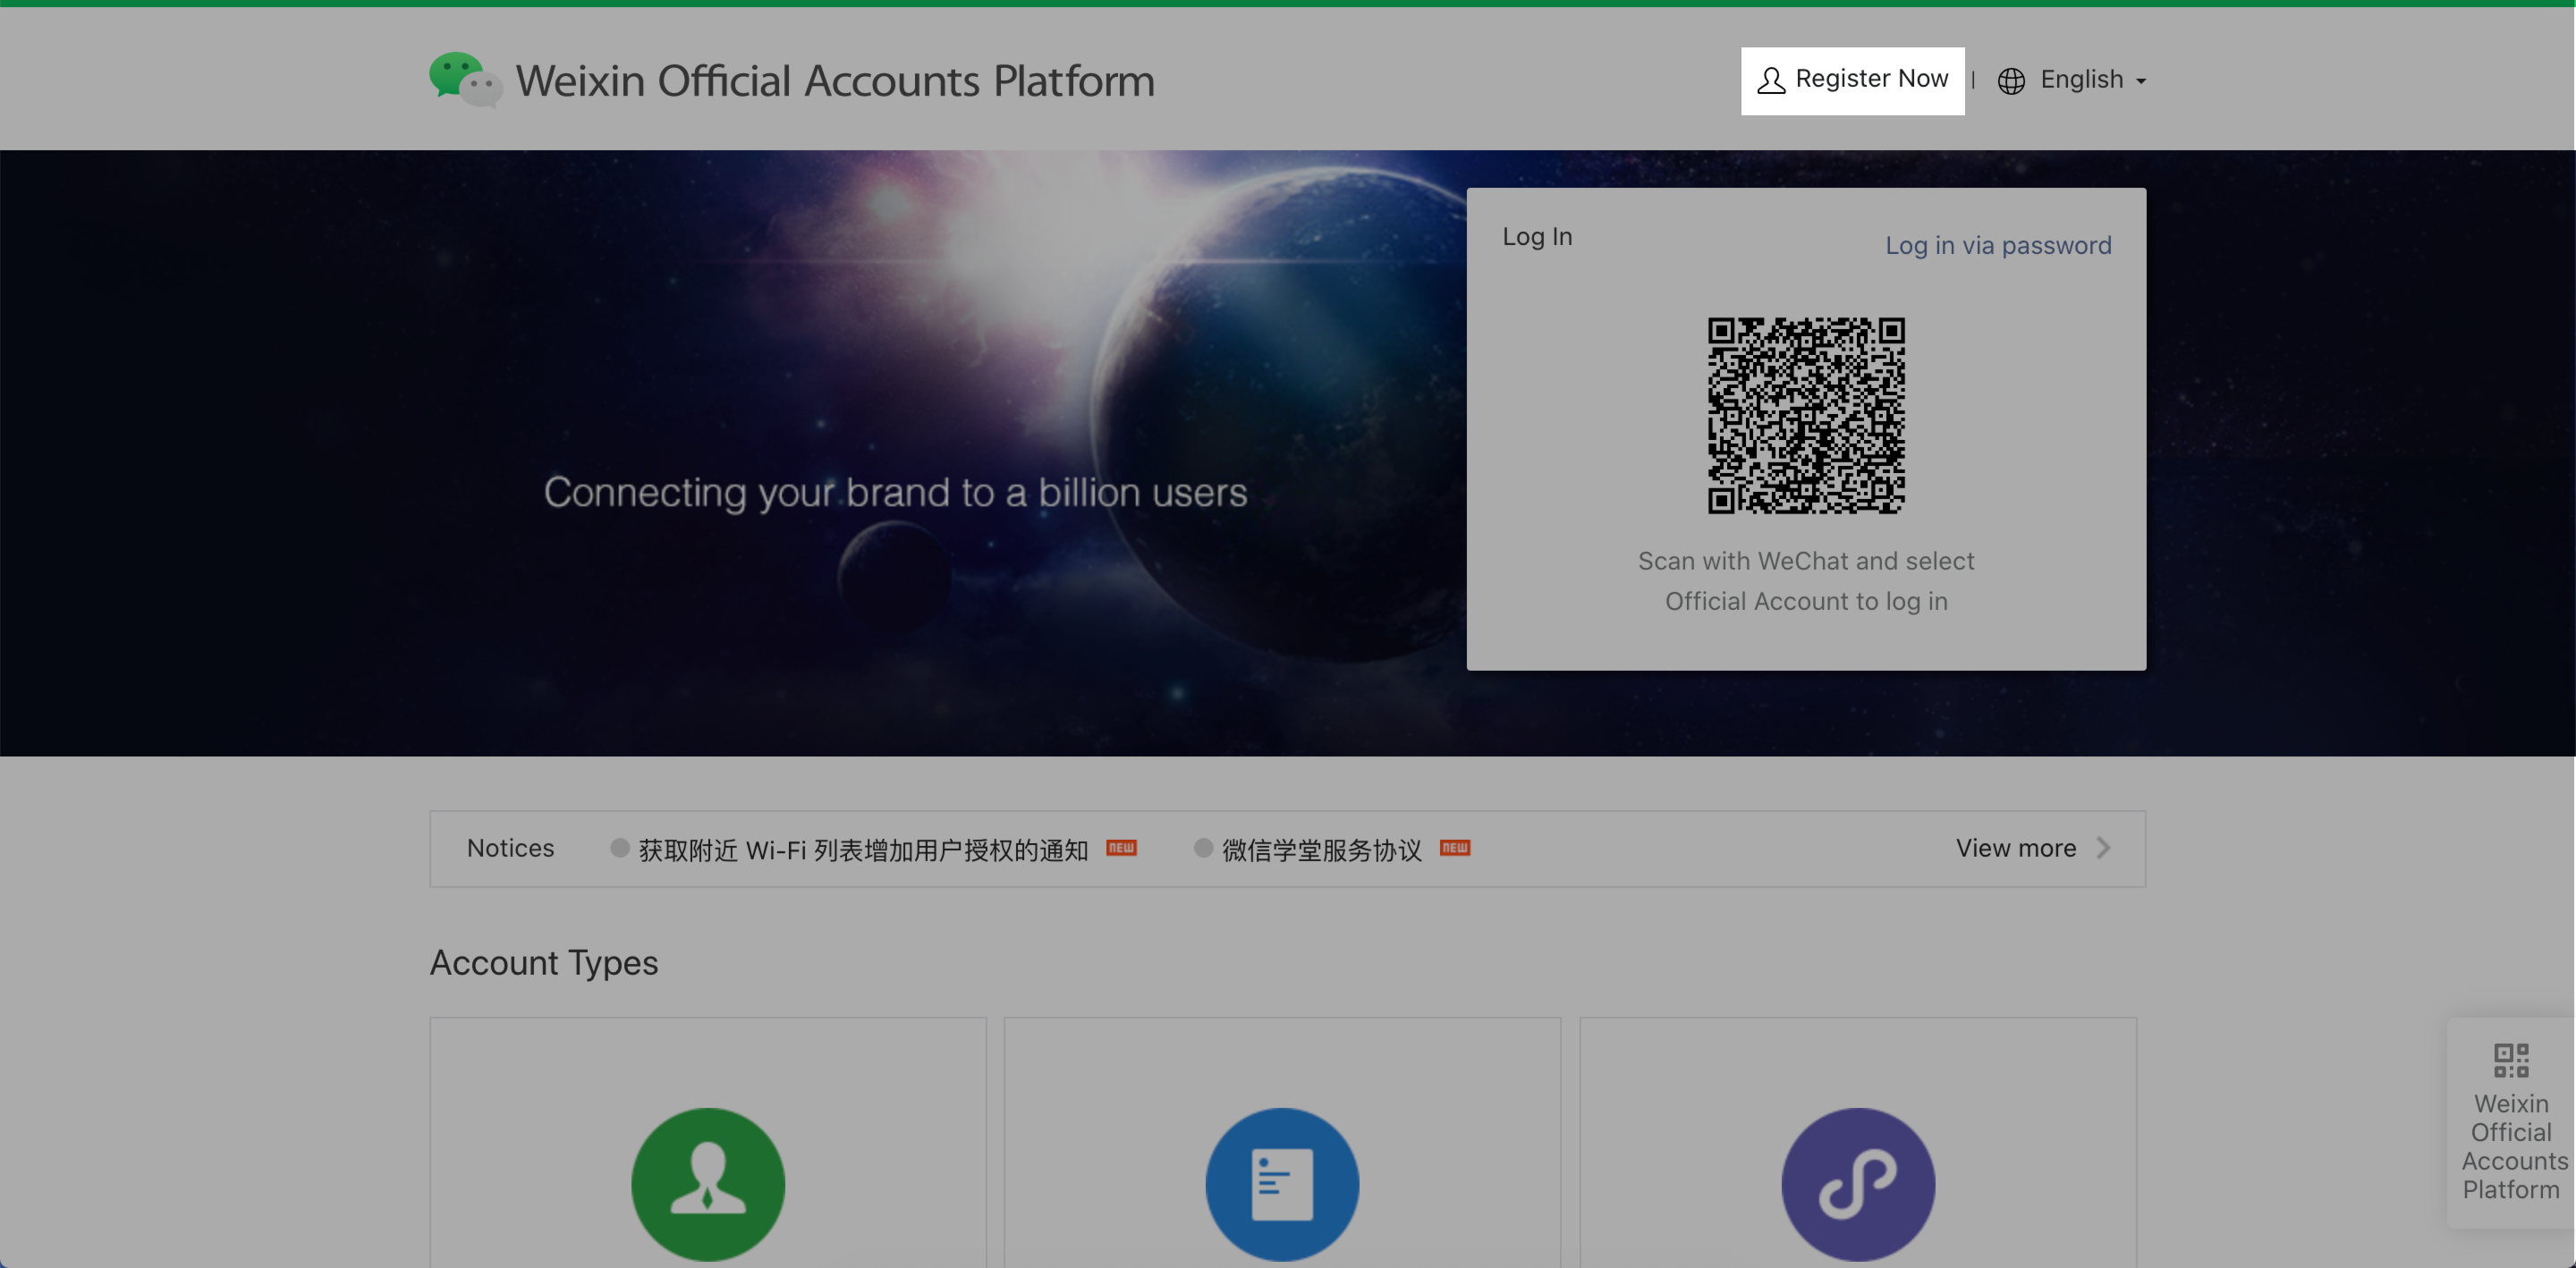 Weixin Official Accounts Platform
Register Now | English
Log In
Log in via password
Connecting your brand to a billion users
Scan with WeChat and select
Official Account to log in
Notices
获取附近 Wi-Fi 列表增加用户授权的通知 NEW
微信学堂服务协议 NEW
View more
Account Types
Weixin
Official
Accounts
Platform